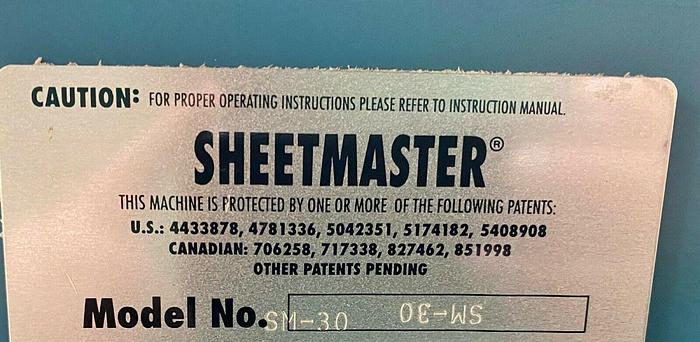 CAUTION: FOR PROPER OPERATING INSTRUCTIONS PLEASE REFER TO INSTRUCTION MANUAL.
SHEETMASTER®
THIS MACHINE IS PROTECTED BY ONE OR MORE OF THE FOLLOWING PATENTS:
U.S.: 4433878, 4781336, 5042351, 5174182, 5408908
CANADIAN: 706258, 717338, 827462, 851998
OTHER PATENTS PENDING
Model No. SM-30 SM-30